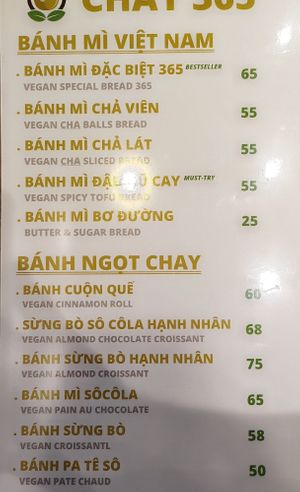 CHAY 365
BÁNH MÌ VIỆT NAM
. BÁNH MÌ ĐẶC BIỆT 365 BESTSELLER 65
VEGAN SPECIAL BREAD 365
. BÁNH MÌ CHẢ VIÊN 55
VEGAN CHA BALLS BREAD
. BÁNH MÌ CHẢ LÁT 55
VEGAN CHA SLICED BREAD
. BÁNH MÌ ĐẬU HŨ CAY MUST-TRY 55
VEGAN SPICY TOFU BREAD
. BÁNH MÌ BƠ ĐƯỜNG 25
BUTTER & SUGAR BREAD
BÁNH NGỌT CHAY
. BÁNH CUỘN QUẾ 60
VEGAN CINNAMON ROLL
. SỪNG BÒ SÔ CÔLA HẠNH NHÂN 68
VEGAN ALMOND CHOCOLATE CROISSANT
. BÁNH SỪNG BÒ HẠNH NHÂN 75
VEGAN ALMOND CROISSANT
. BÁNH MÌ SÔCÔLA 65
VEGAN PAIN AU CHOCOLATE
. BÁNH SỪNG BÒ 58
VEGAN CROISSANTL
. BÁNH PA TÊ SÔ 50
VEGAN PATE CHAUD